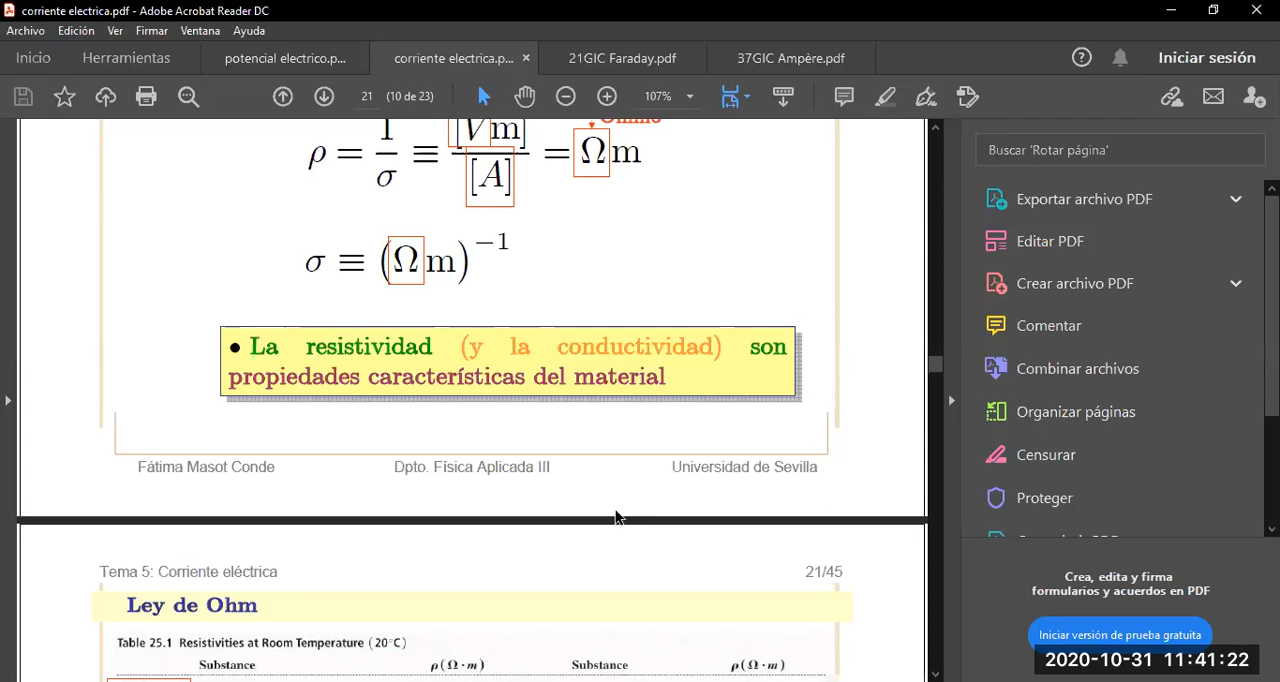 corriente electrica.pdf - Adobe Acrobat Reader DC
Archivo Edición Ver Firmar Ventana Ayuda
Inicio Herramientas potencial electrico.p... corriente electrica.p... × 21GIC Faraday.pdf 37GIC Ampère.pdf Iniciar sesión
21 (10 de 23) 107%
Buscar 'Rotar página'
ρ = 1/σ ≡ [Vm]/[A] = Ωm
σ ≡ (Ωm)⁻¹
• La resistividad (y la conductividad) son
propiedades características del material
Fátima Masot Conde Dpto. Física Aplicada III Universidad de Sevilla
Tema 5: Corriente eléctrica 21/45
Ley de Ohm
Table 25.1 Resistivities at Room Temperature (20°C)
Substance ρ(Ω·m) Substance ρ(Ω·m)
Exportar archivo PDF
Editar PDF
Crear archivo PDF
Comentar
Combinar archivos
Organizar páginas
Censurar
Proteger
Crea, edita y firma
formularios y acuerdos en PDF
Iniciar versión de prueba gratuita
2020-10-31 11:41:22